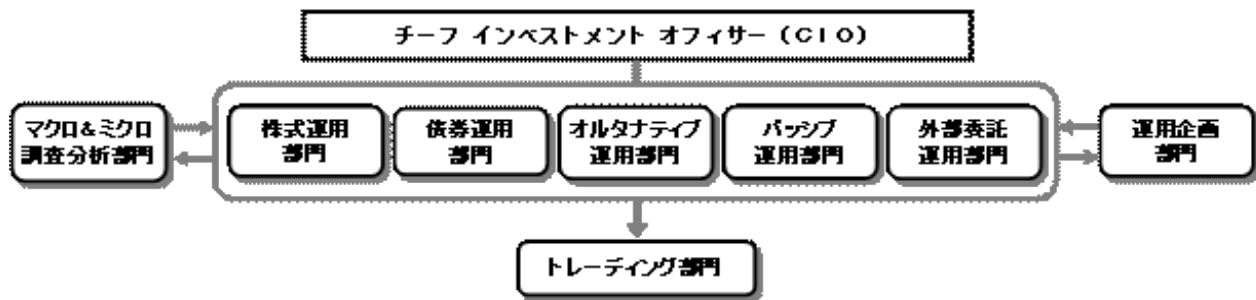 チーフ インベストメント オフィサー（CIO）
マクロ&ミクロ
調査分析部門
株式運用
部門
債券運用
部門
オルタナティブ
運用部門
パッシブ
運用部門
外部委託
運用部門
運用企画
部門
トレーディング部門